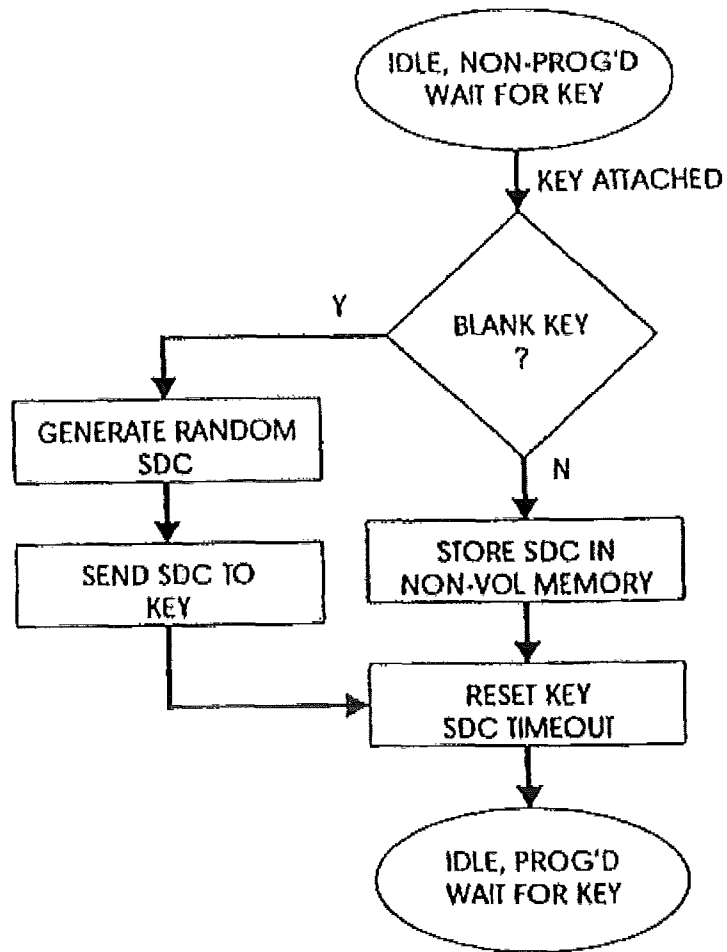 IDLE, NON-PROG'D
WAIT FOR KEY
KEY ATTACHED
BLANK KEY
?
Y
N
GENERATE RANDOM
SDC
SEND SDC TO
KEY
STORE SDC IN
NON-VOL MEMORY
RESET KEY
SDC TIMEOUT
IDLE, PROG'D
WAIT FOR KEY